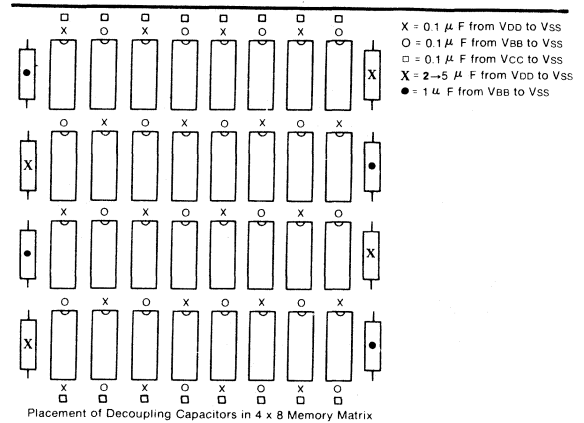 X = 0.1 μ F from VDD to VSS
O = 0.1 μ F from VBB to VSS
□ = 0.1 μ F from VCC to VSS
X = 2→5 μ F from VDD to VSS
● = 1 μ F from VBB to VSS
X O X O X O X O
X
O X O X O X O X
X
X O X O X O X O
X
O X O X O X O X
X
X O X O X O X O
Placement of Decoupling Capacitors in 4 x 8 Memory Matrix